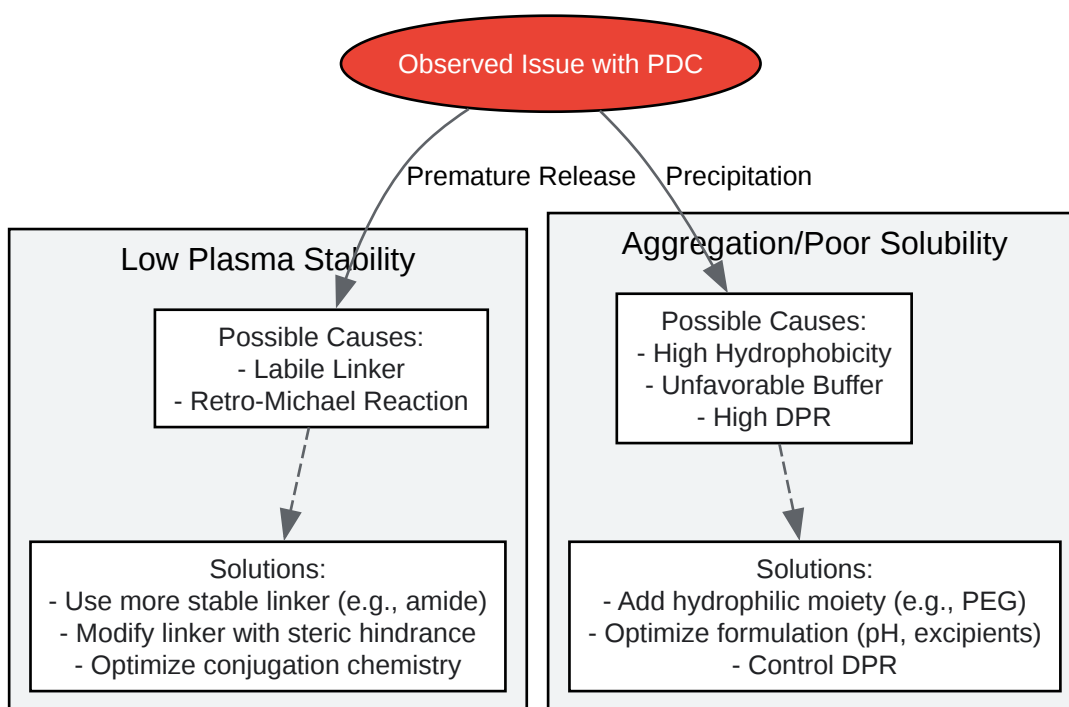 Observed Issue with PDC
Premature Release
Precipitation
Low Plasma Stability
Possible Causes:
- Labile Linker
- Retro-Michael Reaction
Solutions:
- Use more stable linker (e.g., amide)
- Modify linker with steric hindrance
- Optimize conjugation chemistry
Aggregation/Poor Solubility
Possible Causes:
- High Hydrophobicity
- Unfavorable Buffer
- High DPR
Solutions:
- Add hydrophilic moiety (e.g., PEG)
- Optimize formulation (pH, excipients)
- Control DPR